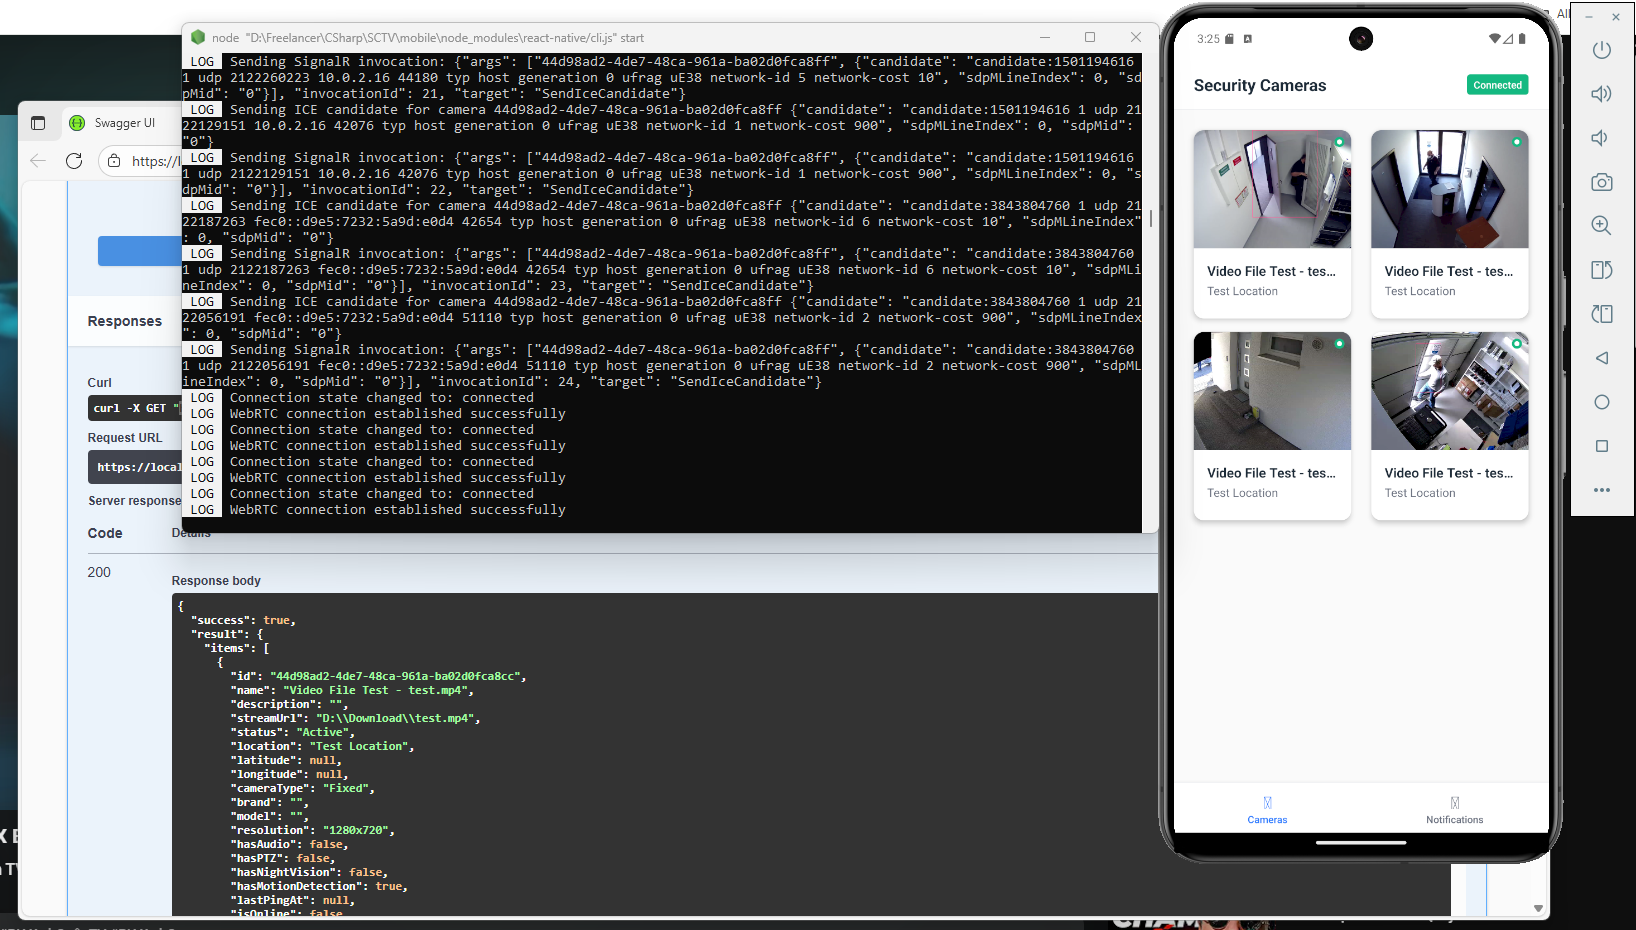 node "D:\Freelancer\CSharp\SCTV\mobile\node_modules\react-native/cli.js" start
LOG Sending SignalR invocation: {"args": ["44d98ad2-4de7-48ca-961a-ba02d0fca8ff", {"candidate": "candidate:1501194616
1 udp 2122260223 10.0.2.16 44180 typ host generation 0 ufrag uE38 network-id 5 network-cost 10", "sdpMLineIndex": 0, "sd
pMid": "0"}], "invocationId": 21, "target": "SendIceCandidate"}
LOG Sending ICE candidate for camera 44d98ad2-4de7-48ca-961a-ba02d0fca8ff {"candidate": "candidate:1501194616 1 udp 21
22129151 10.0.2.16 42076 typ host generation 0 ufrag uE38 network-id 1 network-cost 900", "sdpMLineIndex": 0, "sdpMid":
"0"}
LOG Sending SignalR invocation: {"args": ["44d98ad2-4de7-48ca-961a-ba02d0fca8ff", {"candidate": "candidate:1501194616
1 udp 2122129151 10.0.2.16 42076 typ host generation 0 ufrag uE38 network-id 1 network-cost 900", "sdpMLineIndex": 0, "s
dpMid": "0"}], "invocationId": 22, "target": "SendIceCandidate"}
LOG Sending ICE candidate for camera 44d98ad2-4de7-48ca-961a-ba02d0fca8ff {"candidate": "candidate:3843804760 1 udp 21
22187263 fec0::d9e5:7232:5a9d:e0d4 42654 typ host generation 0 ufrag uE38 network-id 6 network-cost 10", "sdpMLineIndex"
: 0, "sdpMid": "0"}
LOG Sending SignalR invocation: {"args": ["44d98ad2-4de7-48ca-961a-ba02d0fca8ff", {"candidate": "candidate:3843804760
1 udp 2122187263 fec0::d9e5:7232:5a9d:e0d4 42654 typ host generation 0 ufrag uE38 network-id 6 network-cost 10", "sdpMLi
neIndex": 0, "sdpMid": "0"}], "invocationId": 23, "target": "SendIceCandidate"}
LOG Sending ICE candidate for camera 44d98ad2-4de7-48ca-961a-ba02d0fca8ff {"candidate": "candidate:3843804760 1 udp 21
22056191 fec0::d9e5:7232:5a9d:e0d4 51110 typ host generation 0 ufrag uE38 network-id 2 network-cost 900", "sdpMLineIndex
": 0, "sdpMid": "0"}
LOG Sending SignalR invocation: {"args": ["44d98ad2-4de7-48ca-961a-ba02d0fca8ff", {"candidate": "candidate:3843804760
1 udp 2122056191 fec0::d9e5:7232:5a9d:e0d4 51110 typ host generation 0 ufrag uE38 network-id 2 network-cost 900", "sdpML
ineIndex": 0, "sdpMid": "0"}], "invocationId": 24, "target": "SendIceCandidate"}
LOG Connection state changed to: connected
LOG WebRTC connection established successfully
LOG Connection state changed to: connected
LOG WebRTC connection established successfully
LOG Connection state changed to: connected
LOG WebRTC connection established successfully
LOG Connection state changed to: connected
LOG WebRTC connection established successfully
Swagger UI
https://l
Responses
Curl
curl -X GET "
Request URL
https://local
Server response
Code
Details
200
Response body
{
"success": true,
"result": {
"items": [
{
"id": "44d98ad2-4de7-48ca-961a-ba02d0fca8cc",
"name": "Video File Test - test.mp4",
"description": "",
"streamUrl": "D:\\Download\\test.mp4",
"status": "Active",
"location": "Test Location",
"latitude": null,
"longitude": null,
"cameraType": "Fixed",
"brand": "",
"model": "",
"resolution": "1280x720",
"hasAudio": false,
"hasPTZ": false,
"hasNightVision": false,
"hasMotionDetection": true,
"lastPingAt": null,
"isOnline": false
3:25
Security Cameras
Connected
Video File Test - tes...
Test Location
Video File Test - tes...
Test Location
Video File Test - tes...
Test Location
Video File Test - tes...
Test Location
Cameras
Notifications